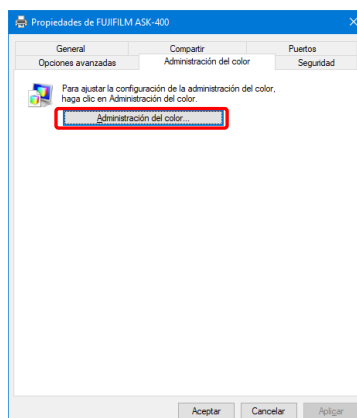 Propiedades de FUJIFILM ASK-400
General
Compartir
Puertos
Opciones avanzadas
Administración del color
Seguridad
Para ajustar la configuración de la administración del color,
haga clic en Administración del color.
Administración del color...
Aceptar
Cancelar
Aplicar